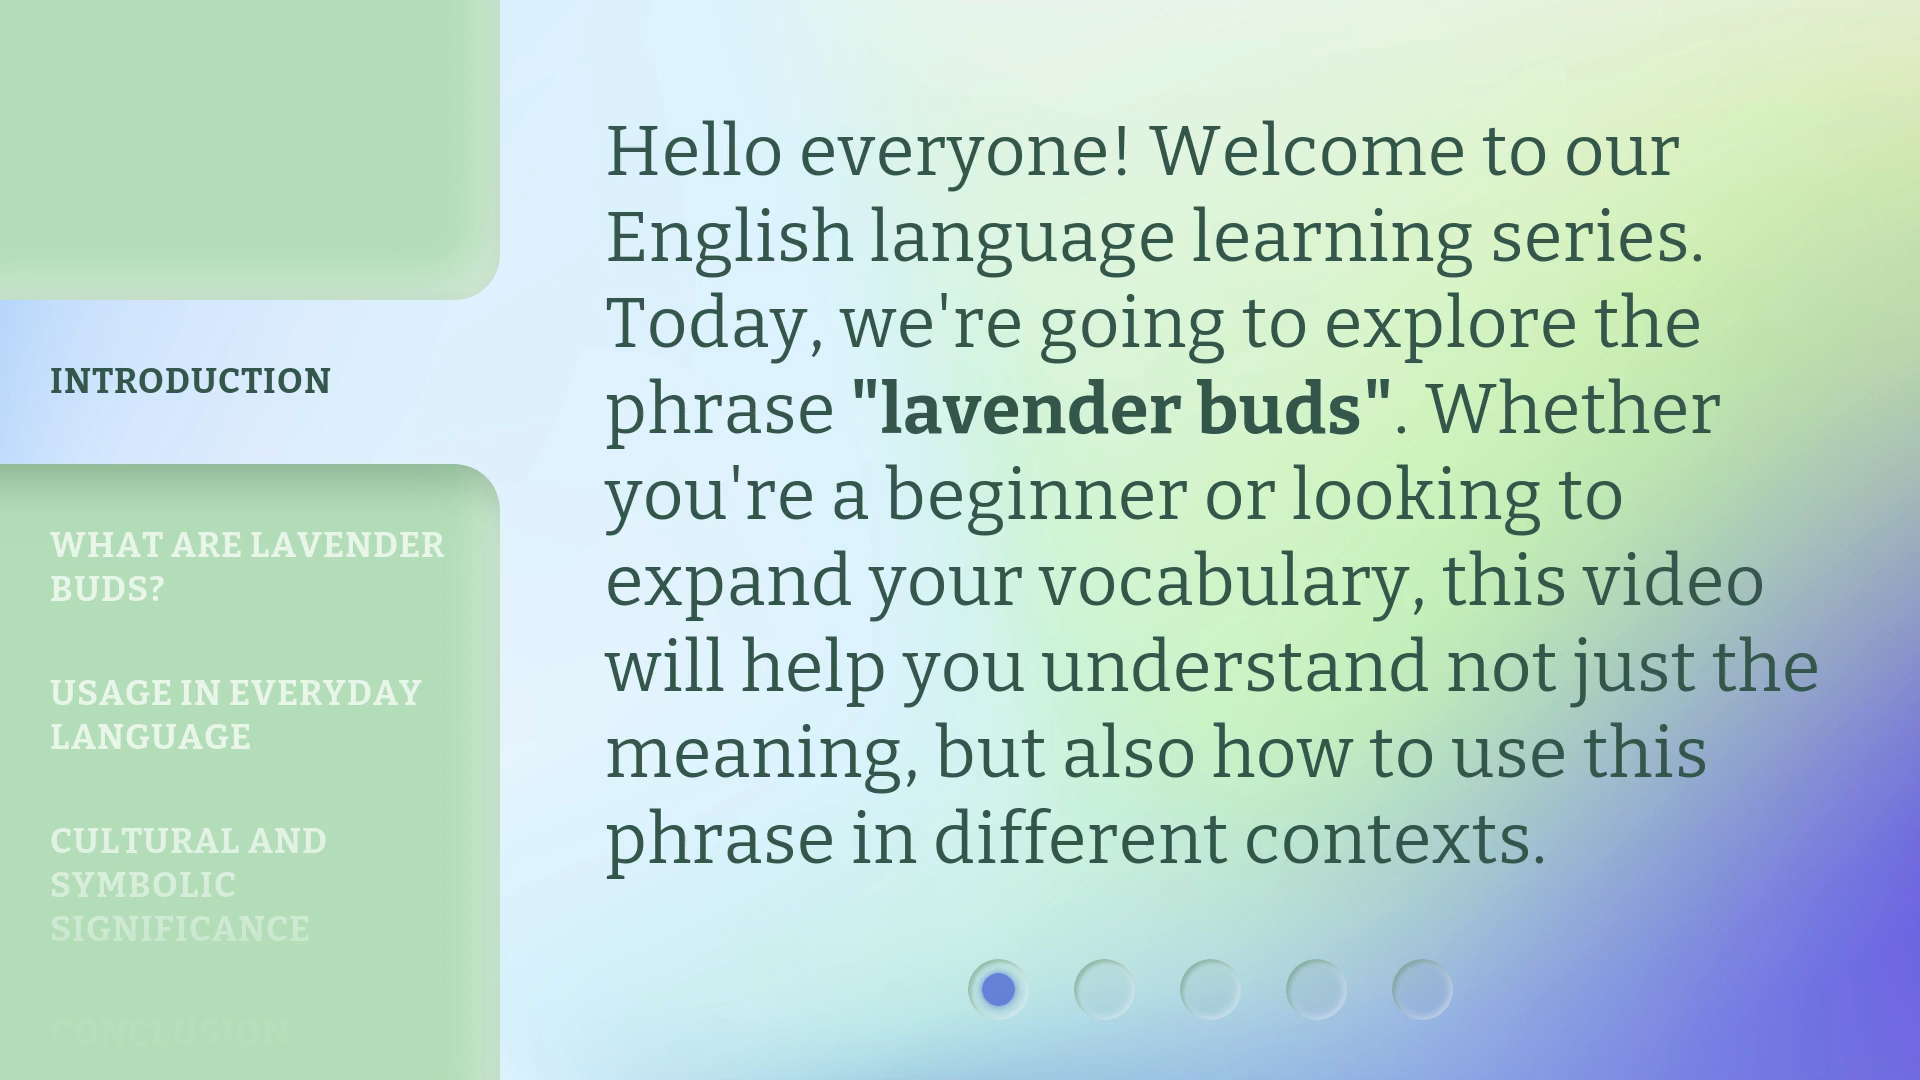 INTRODUCTION
WHAT ARE LAVENDER
BUDS?
USAGE IN EVERYDAY
LANGUAGE
CULTURAL AND
SYMBOLIC
SIGNIFICANCE
CONCLUSION
Hello everyone! Welcome to our
English language learning series.
Today, we're going to explore the
phrase "lavender buds". Whether
you're a beginner or looking to
expand your vocabulary, this video
will help you understand not just the
meaning, but also how to use this
phrase in different contexts.